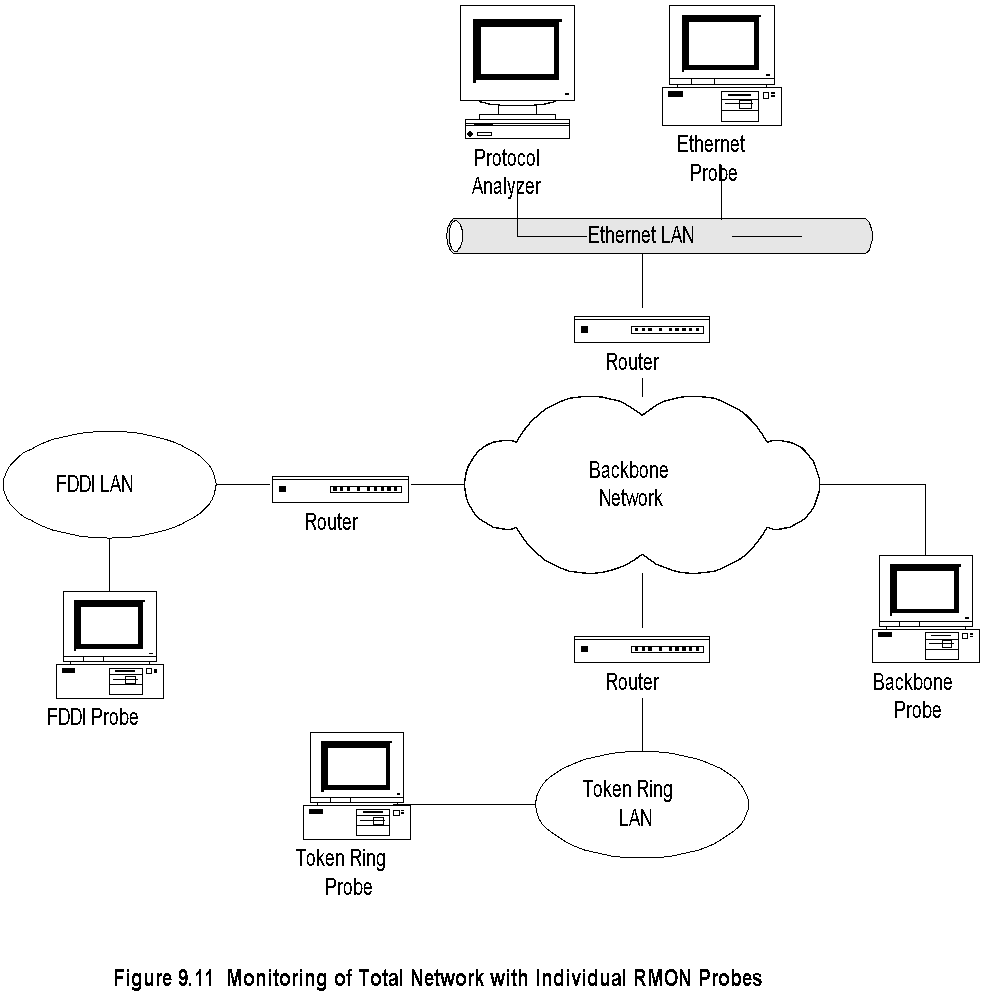 Protocol
Analyzer
Ethernet
Probe
Ethernet LAN
Router
Backbone
Network
FDDI LAN
Router
FDDI Probe
Router
Backbone
Probe
Token Ring
LAN
Token Ring
Probe
Figure 9.11 Monitoring of Total Network with Individual RMON Probes